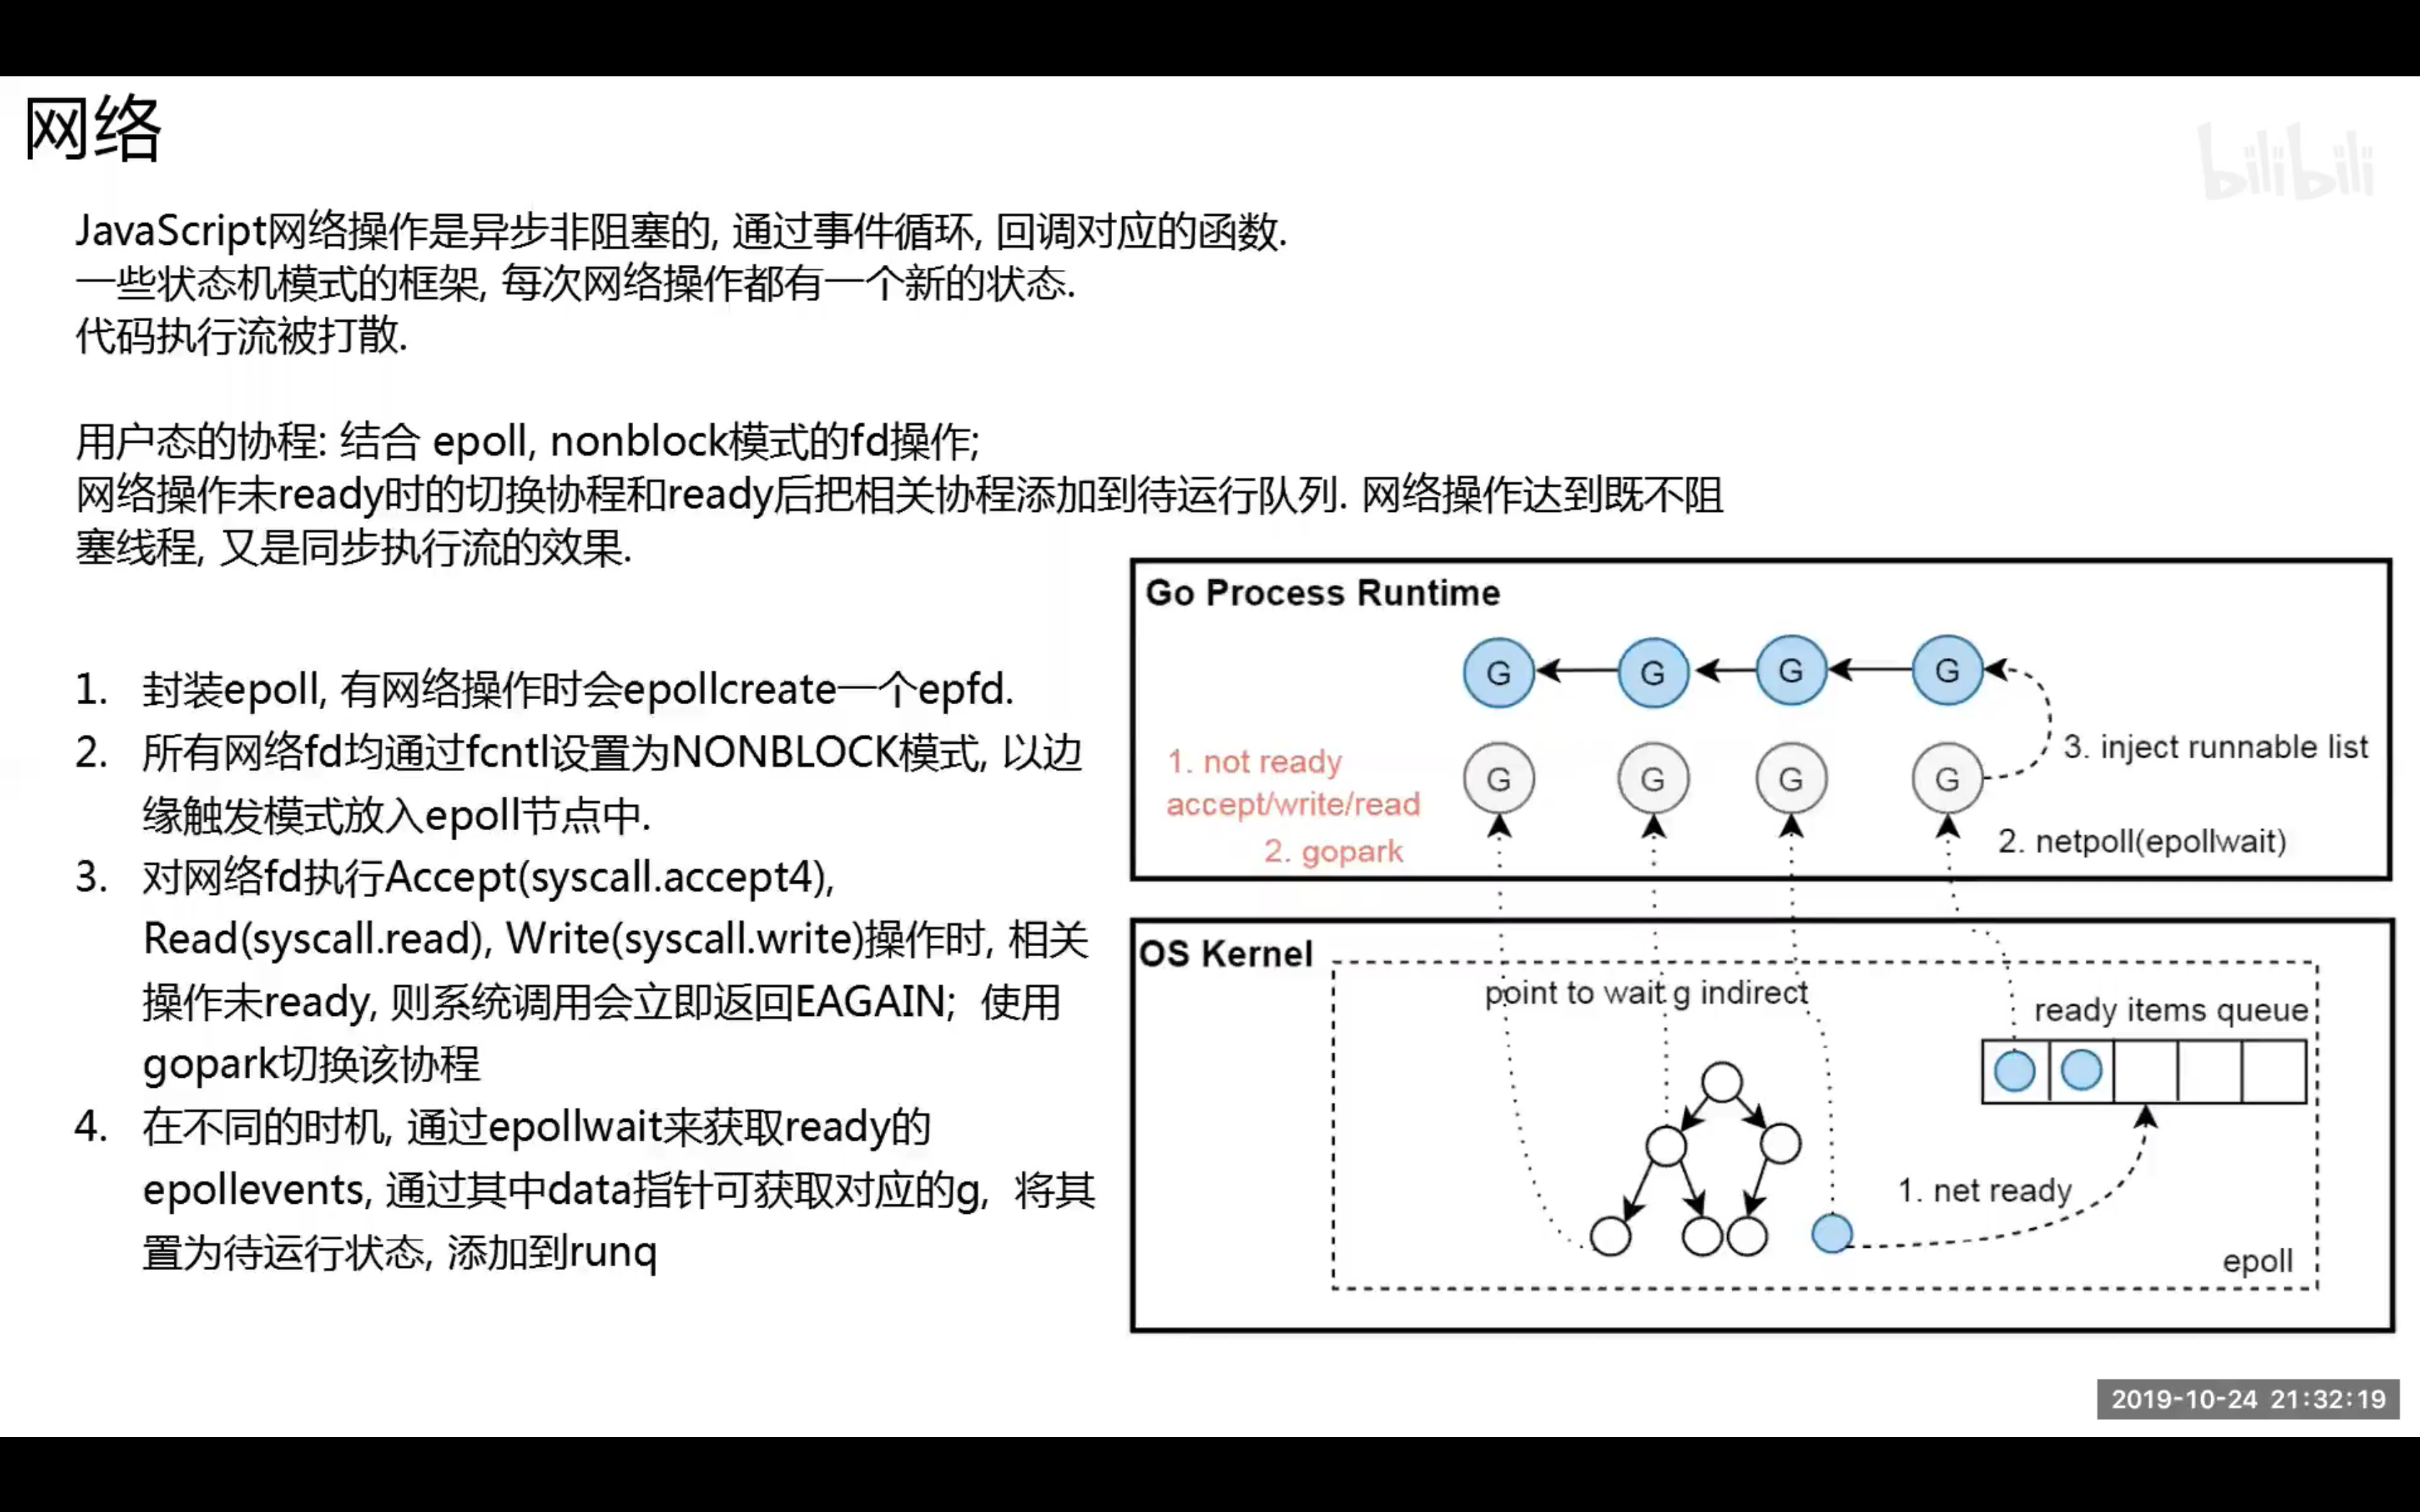 网络
bilibili
JavaScript网络操作是异步非阻塞的, 通过事件循环, 回调对应的函数.
一些状态机模式的框架, 每次网络操作都有一个新的状态.
代码执行流被打散.
用户态的协程: 结合 epoll, nonblock模式的fd操作;
网络操作未ready时的切换协程和ready后把相关协程添加到待运行队列. 网络操作达到既不阻
塞线程, 又是同步执行流的效果.
1. 封装epoll, 有网络操作时会epollcreate一个epfd.
2. 所有网络fd均通过fcntl设置为NONBLOCK模式, 以边
缘触发模式放入epoll节点中.
3. 对网络fd执行Accept(syscall.accept4),
Read(syscall.read), Write(syscall.write)操作时, 相关
操作未ready, 则系统调用会立即返回EAGAIN; 使用
gopark切换该协程
4. 在不同的时机, 通过epollwait来获取ready的
epollevents, 通过其中data指针可获取对应的g, 将其
置为待运行状态, 添加到runq
Go Process Runtime
G G G G
3. inject runnable list
1. not ready
accept/write/read
G G G G
2. gopark
2. netpoll(epollwait)
OS Kernel
point to wait g indirect
ready items queue
1. net ready
epoll
2019-10-24 21:32:19